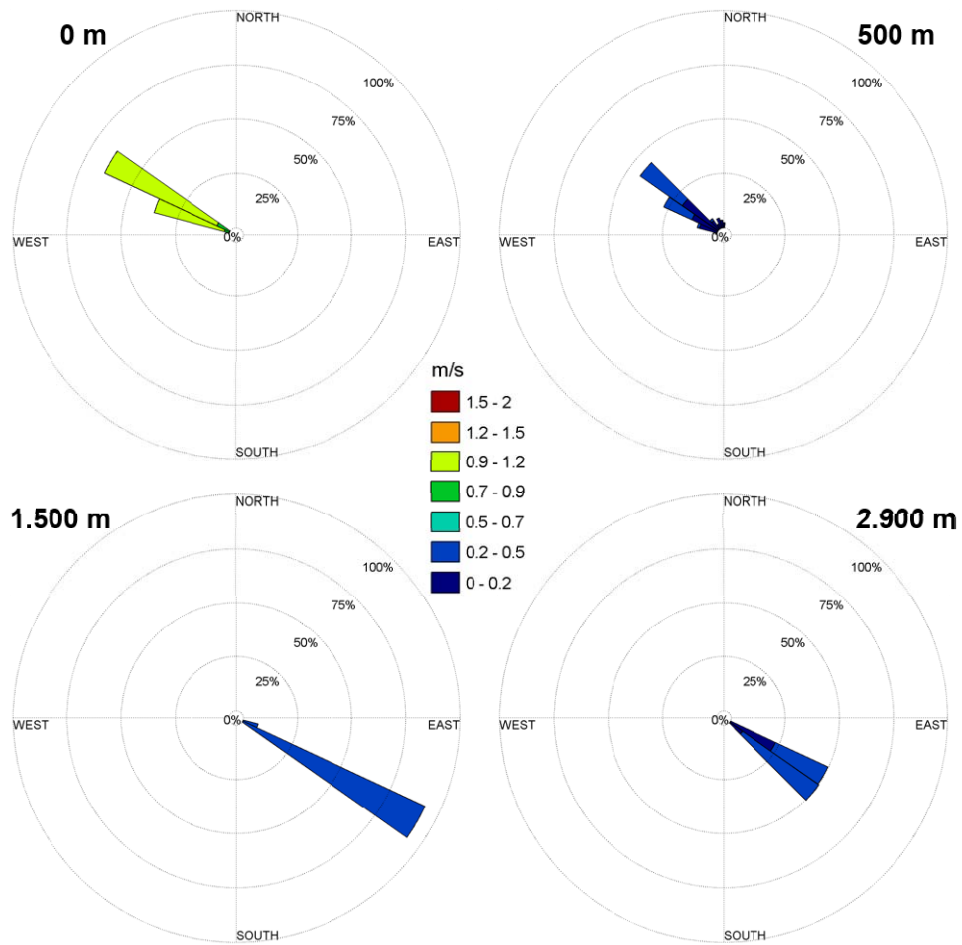 NORTH
0 m
100%
75%
50%
25%
WEST
0%
EAST
SOUTH
NORTH
500 m
100%
75%
50%
25%
WEST
0%
EAST
SOUTH
m/s
1.5 - 2
1.2 - 1.5
0.9 - 1.2
0.7 - 0.9
0.5 - 0.7
0.2 - 0.5
0 - 0.2
NORTH
1.500 m
100%
75%
50%
25%
WEST
0%
EAST
SOUTH
NORTH
2.900 m
100%
75%
50%
25%
WEST
0%
EAST
SOUTH